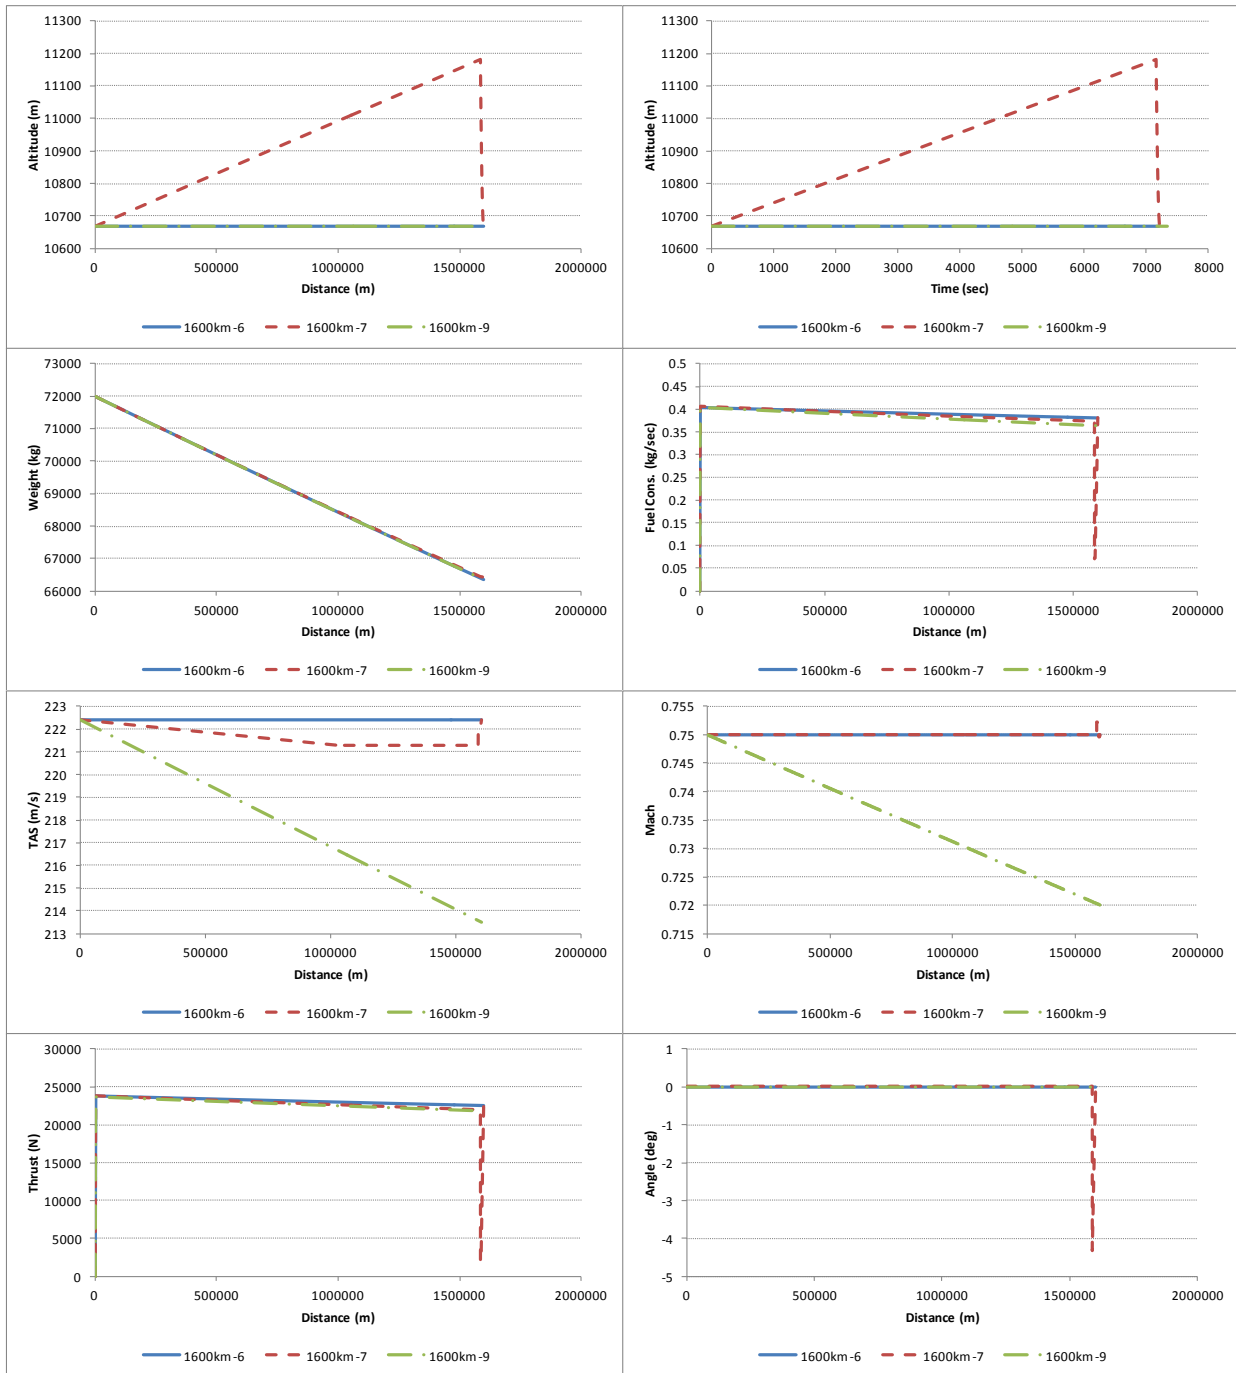 11300
11200
11100
11000
10900
10800
10700
10600
Altitude (m)
0 500000 1000000 1500000 2000000
Distance (m)
1600km-6 1600km-7 1600km-9
11300
11200
11100
11000
10900
10800
10700
10600
Altitude (m)
0 1000 2000 3000 4000 5000 6000 7000 8000
Time (sec)
1600km-6 1600km-7 1600km-9
73000
72000
71000
70000
69000
68000
67000
66000
Weight (kg)
0 500000 1000000 1500000 2000000
Distance (m)
1600km-6 1600km-7 1600km-9
0.5
0.45
0.4
0.35
0.3
0.25
0.2
0.15
0.1
0.05
0
Fuel Cons. (kg/sec)
0 500000 1000000 1500000 2000000
Distance (m)
1600km-6 1600km-7 1600km-9
223
222
221
220
219
218
217
216
215
214
213
TAS (m/s)
0 500000 1000000 1500000 2000000
Distance (m)
1600km-6 1600km-7 1600km-9
0.755
0.75
0.745
0.74
0.735
0.73
0.725
0.72
0.715
Mach
0 500000 1000000 1500000 2000000
Distance (m)
1600km-6 1600km-7 1600km-9
30000
25000
20000
15000
10000
5000
0
Thrust (N)
0 500000 1000000 1500000 2000000
Distance (m)
1600km-6 1600km-7 1600km-9
1
0
-1
-2
-3
-4
-5
Angle (deg)
0 500000 1000000 1500000 2000000
Distance (m)
1600km-6 1600km-7 1600km-9